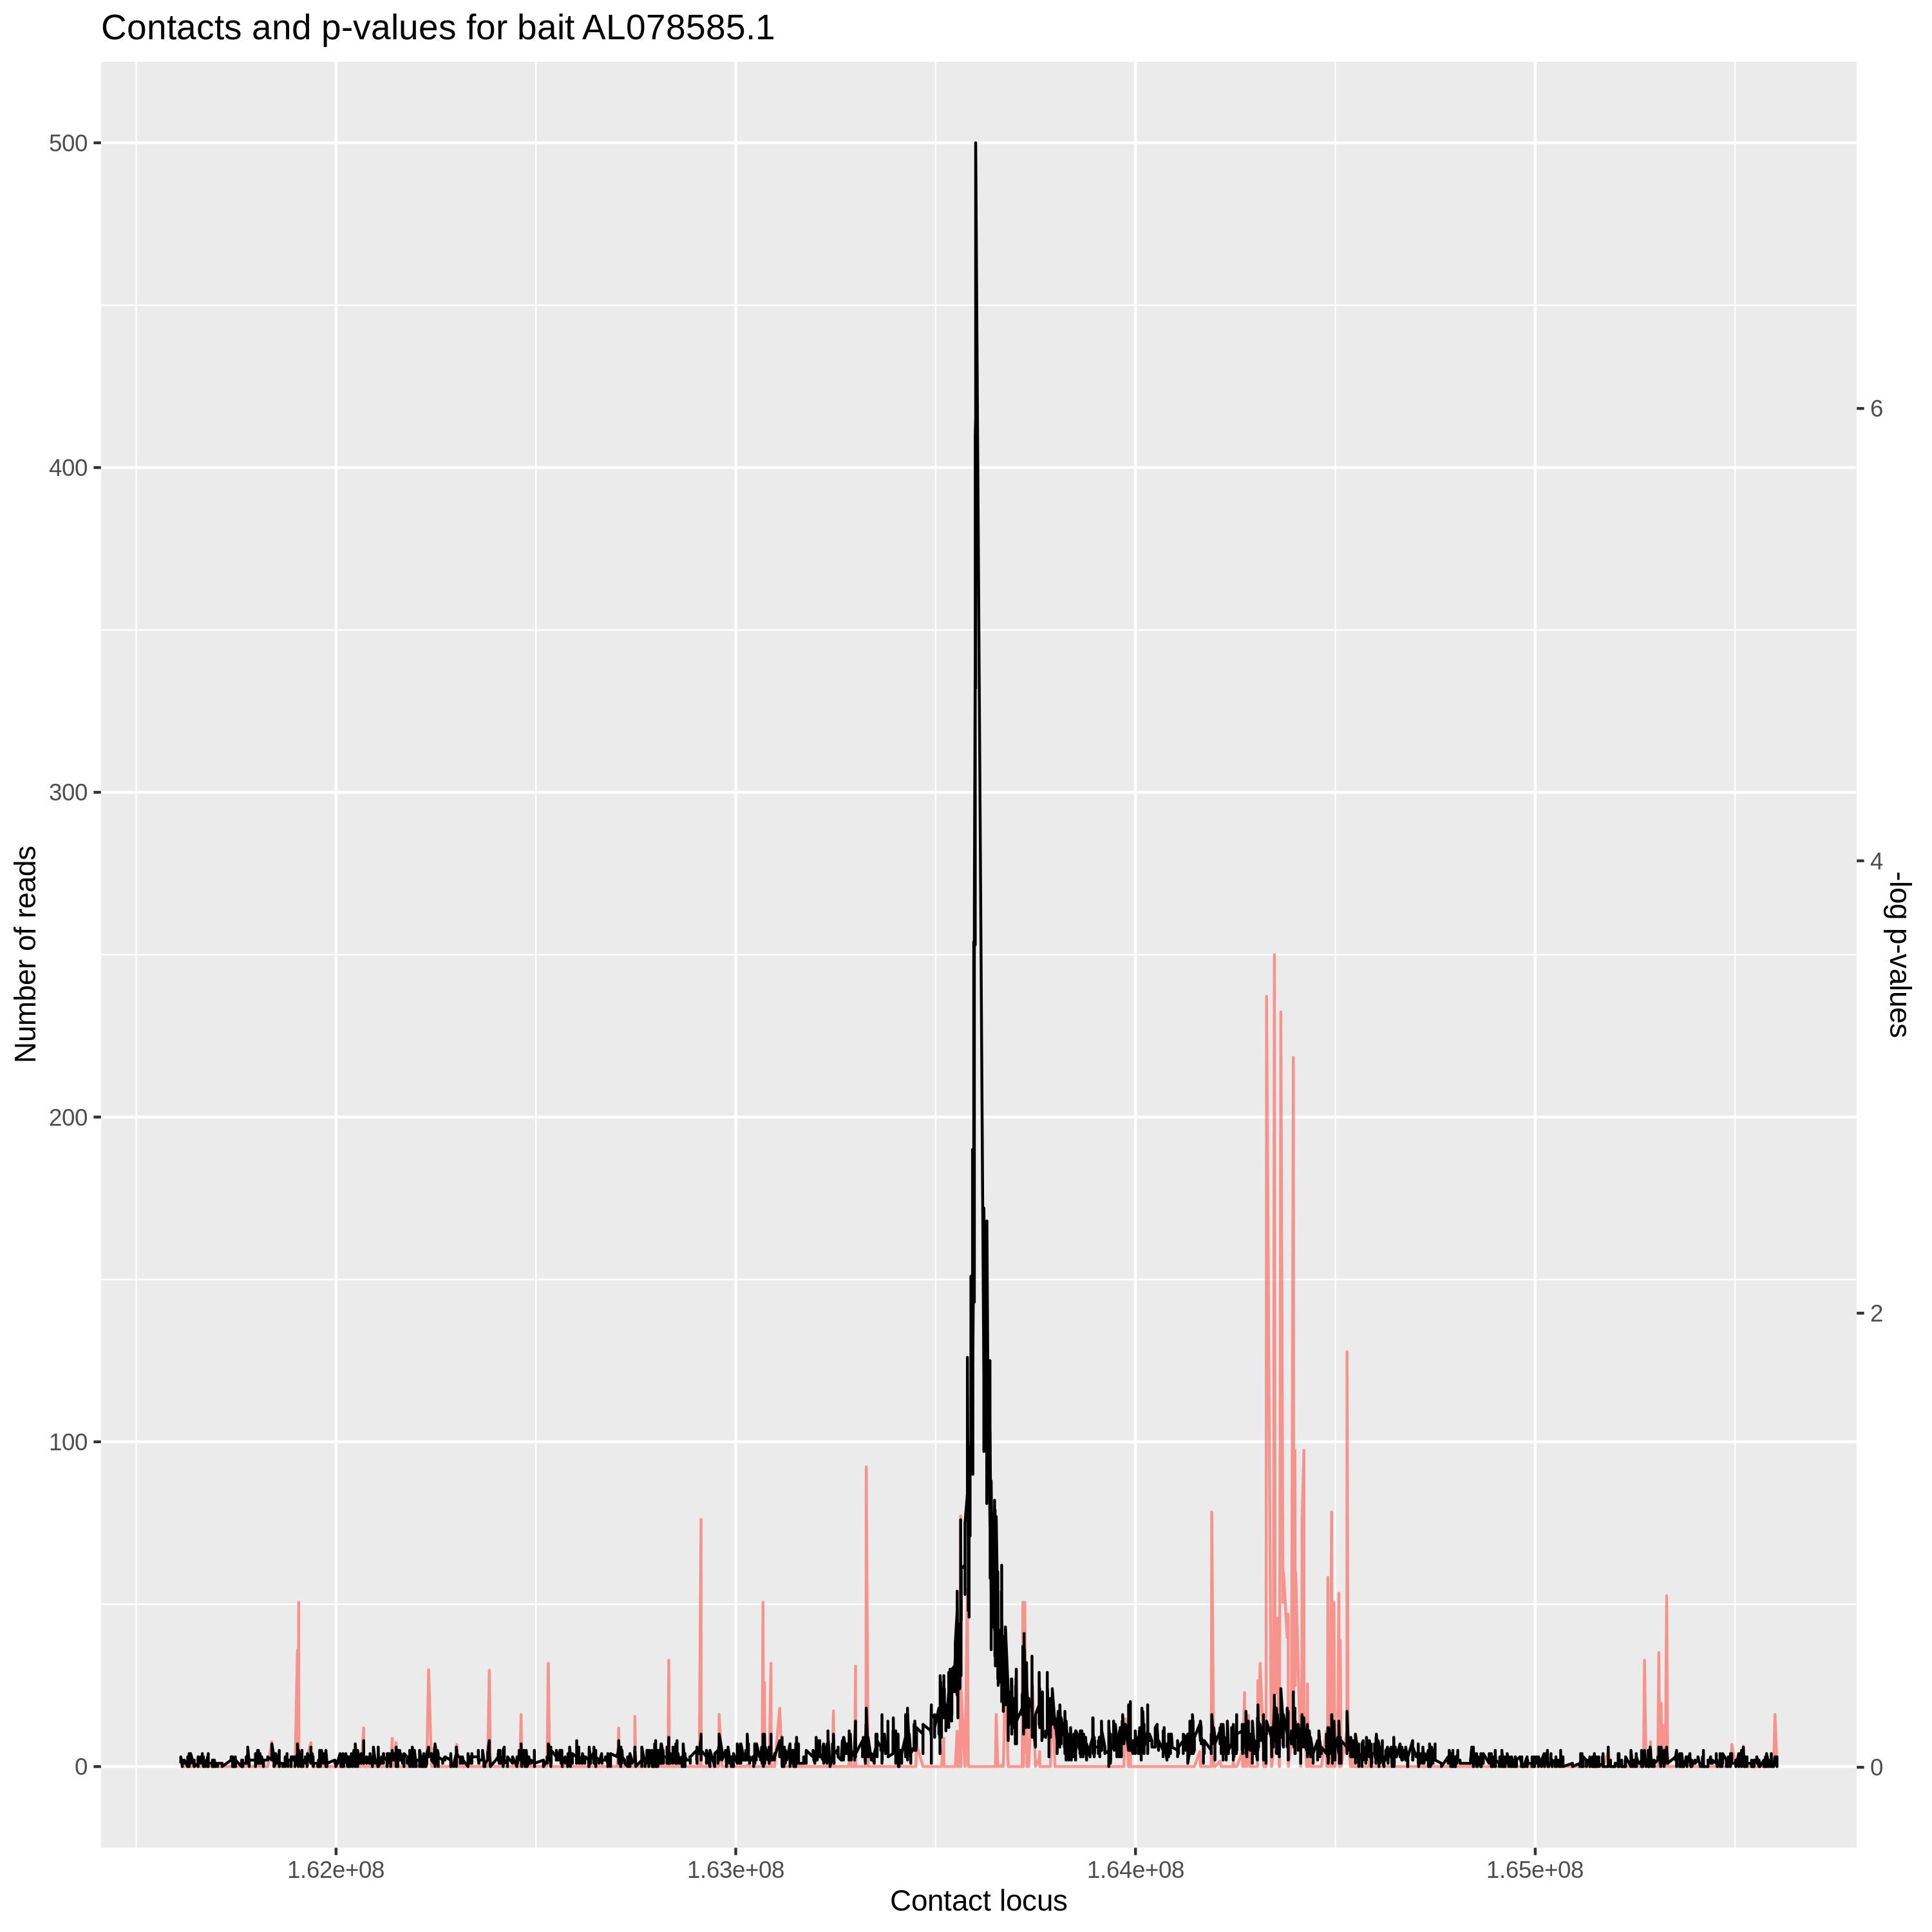 Contacts and p-values for bait AL078585.1
500
400
300
200
100
0
Number of reads
6
4
2
0
-log p-values
1.62e+08
1.63e+08
1.64e+08
1.65e+08
Contact locus